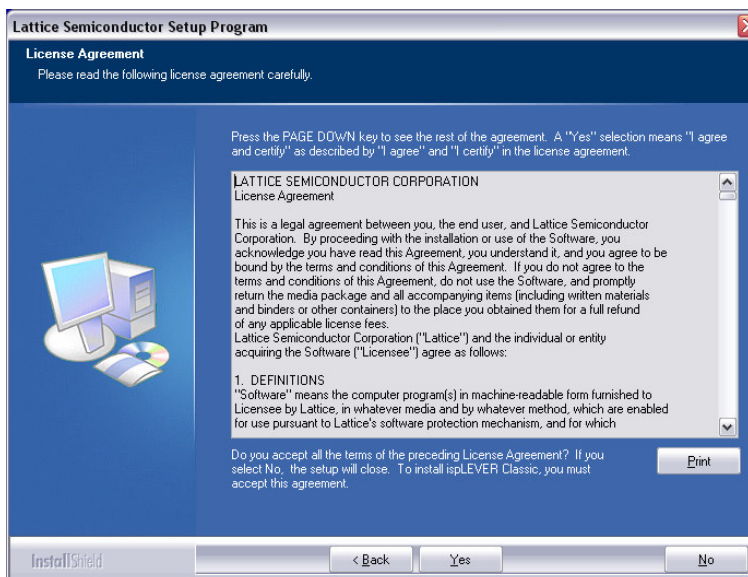 Lattice Semiconductor Setup Program
License Agreement
Please read the following license agreement carefully.
Press the PAGE DOWN key to see the rest of the agreement. A "Yes" selection means "I agree
and certify" as described by "I agree" and "I certify" in the license agreement.
LATTICE SEMICONDUCTOR CORPORATION
License Agreement
This is a legal agreement between you, the end user, and Lattice Semiconductor
Corporation. By proceeding with the installation or use of the Software, you
acknowledge you have read this Agreement, you understand it, and you agree to be
bound by the terms and conditions of this Agreement. If you do not agree to the
terms and conditions of this Agreement, do not use the Software, and promptly
return the media package and all accompanying items (including written materials
and binders or other containers) to the place you obtained them for a full refund
of any applicable license fees.
Lattice Semiconductor Corporation ("Lattice") and the individual or entity
acquiring the Software ("Licensee") agree as follows:
1. DEFINITIONS
"Software" means the computer program(s) in machine-readable form furnished to
Licensee by Lattice, in whatever media and by whatever method, which are enabled
for use pursuant to Lattice's software protection mechanism, and for which
Do you accept all the terms of the preceding License Agreement? If you
select No, the setup will close. To install ispLEVER Classic, you must
accept this agreement.
Print
InstallShield
< Back
Yes
No